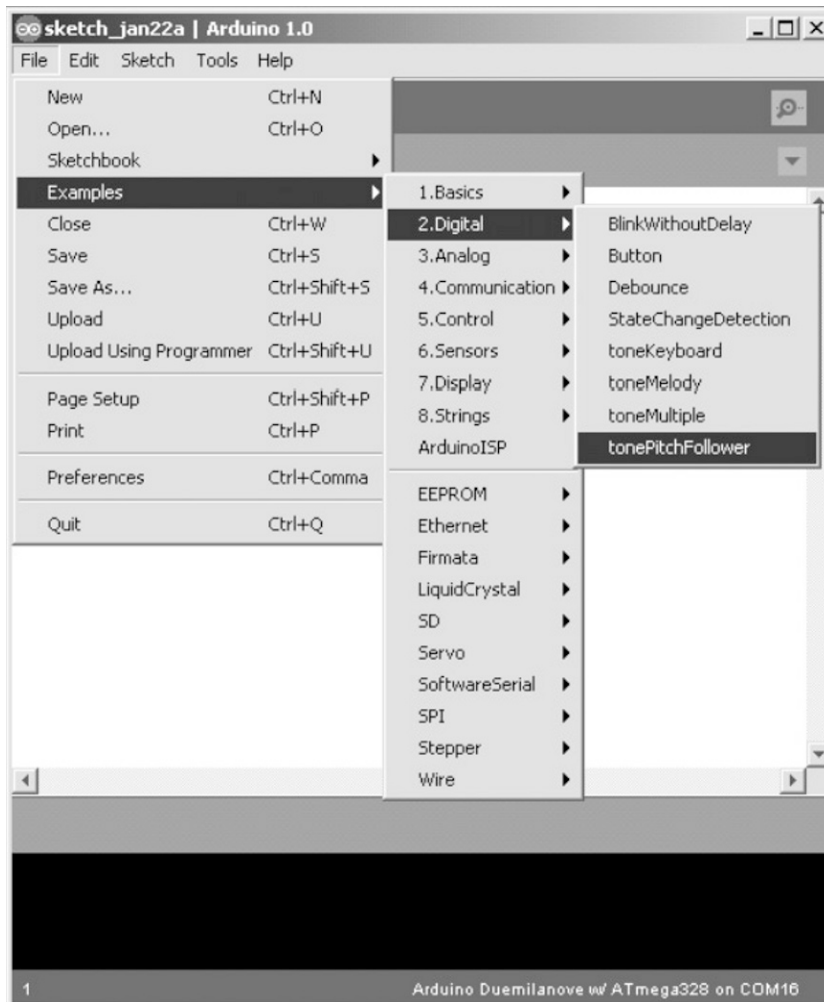 sketch_jan22a | Arduino 1.0
File Edit Sketch Tools Help
New Ctrl+N
Open... Ctrl+O
Sketchbook
Examples
Close Ctrl+W
Save Ctrl+S
Save As... Ctrl+Shift+S
Upload Ctrl+U
Upload Using Programmer Ctrl+Shift+U
Page Setup Ctrl+Shift+P
Print Ctrl+P
Preferences Ctrl+Comma
Quit Ctrl+Q
1.Basics
2.Digital
3.Analog
4.Communication
5.Control
6.Sensors
7.Display
8.Strings
ArduinoISP
EEPROM
Ethernet
Firmata
LiquidCrystal
SD
Servo
SoftwareSerial
SPI
Stepper
Wire
BlinkWithoutDelay
Button
Debounce
StateChangeDetection
toneKeyboard
toneMelody
toneMultiple
tonePitchFollower
1 Arduino Duemilanove w/ ATmega328 on COM16